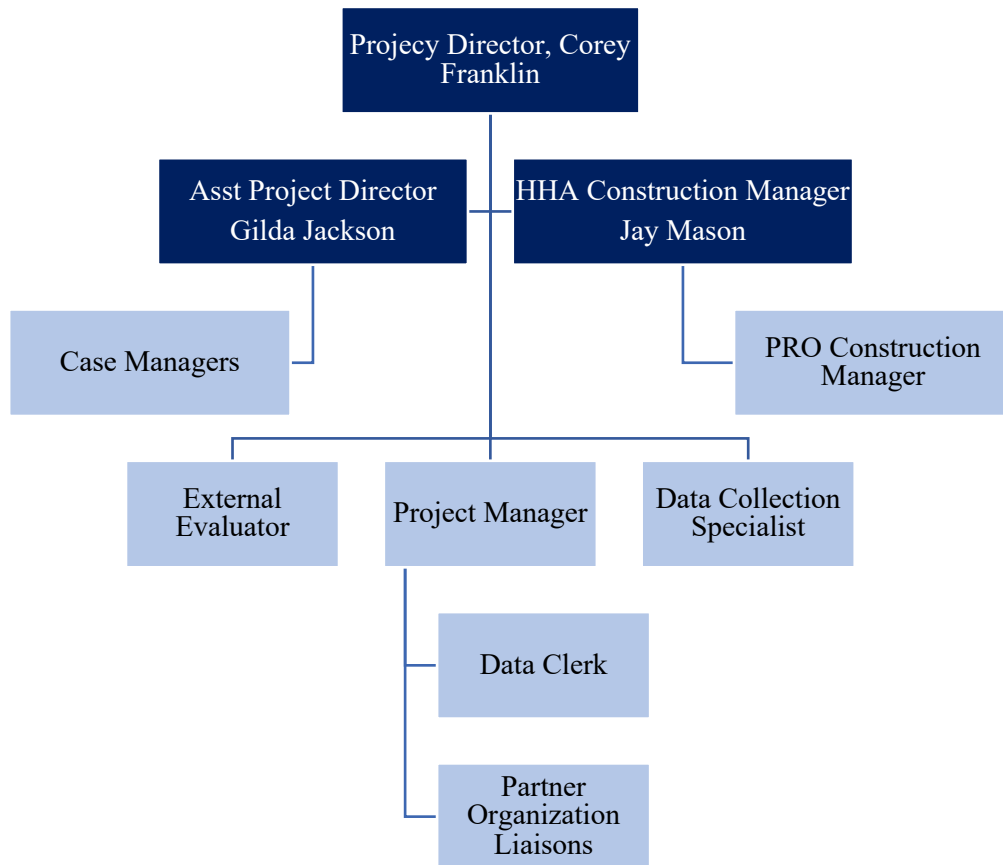 Projecy Director, Corey
Franklin
Asst Project Director
Gilda Jackson
HHA Construction Manager
Jay Mason
Case Managers
PRO Construction
Manager
External
Evaluator
Project Manager
Data Collection
Specialist
Data Clerk
Partner
Organization
Liaisons